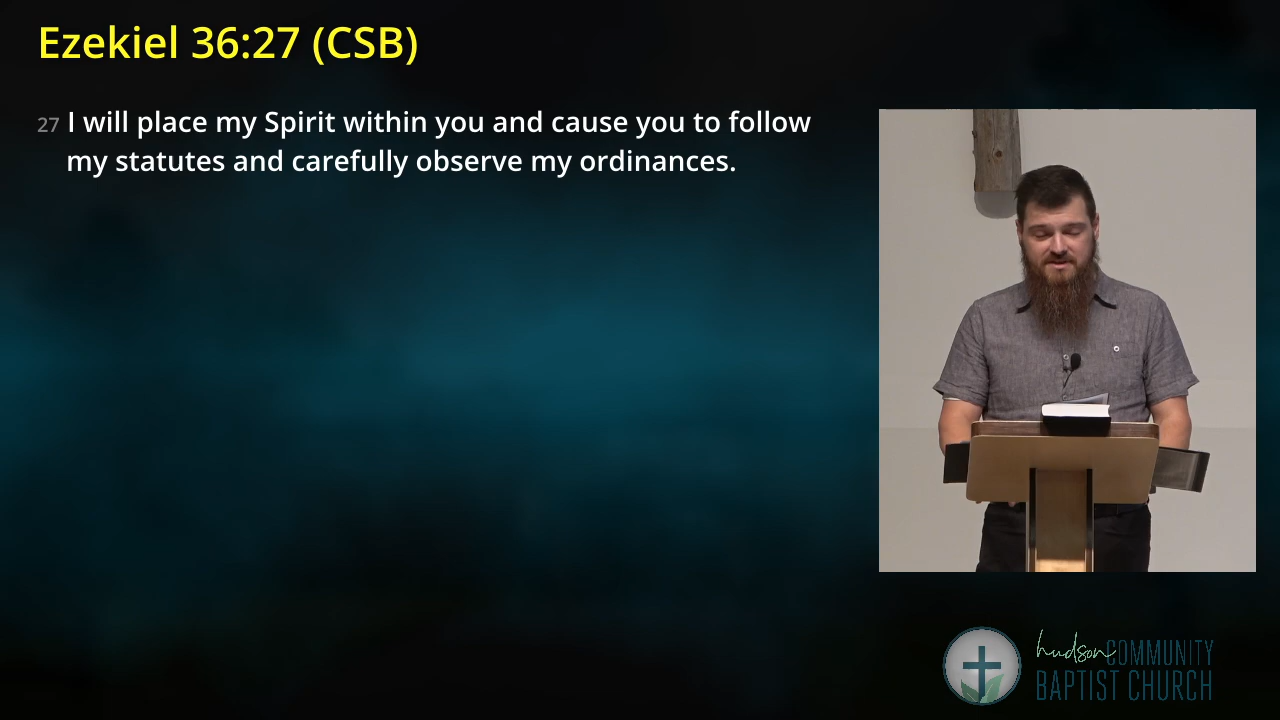 Ezekiel 36:27 (CSB)
27 I will place my Spirit within you and cause you to follow
my statutes and carefully observe my ordinances.
hudson COMMUNITY
BAPTIST CHURCH